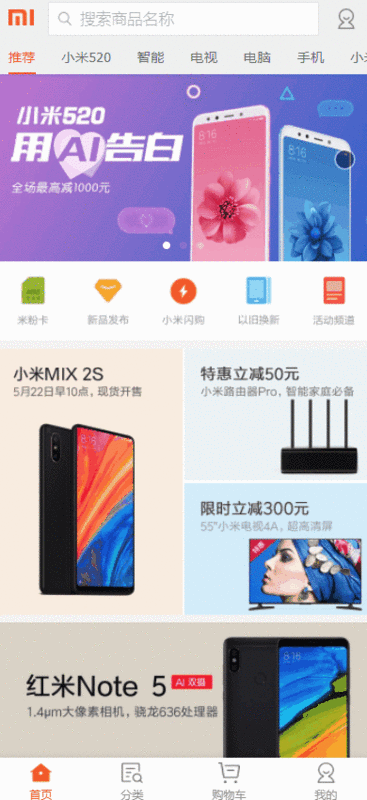 mi
搜索商品名称
推荐 小米520 智能 电视 电脑 手机
小米520
用AI告白
全场最高减1000元
8:16
8:16
米粉卡 新品发布 小米闪购 以旧换新 活动频道
小米MIX 2S
5月22日早10点，现货开售
特惠立减50元
小米路由器Pro，智能家庭必备
限时立减300元
55"小米电视4A，超高清屏
特惠
红米Note 5 AI 双摄
1.4μm大像素相机，骁龙636处理器
首页 分类 购物车 我的